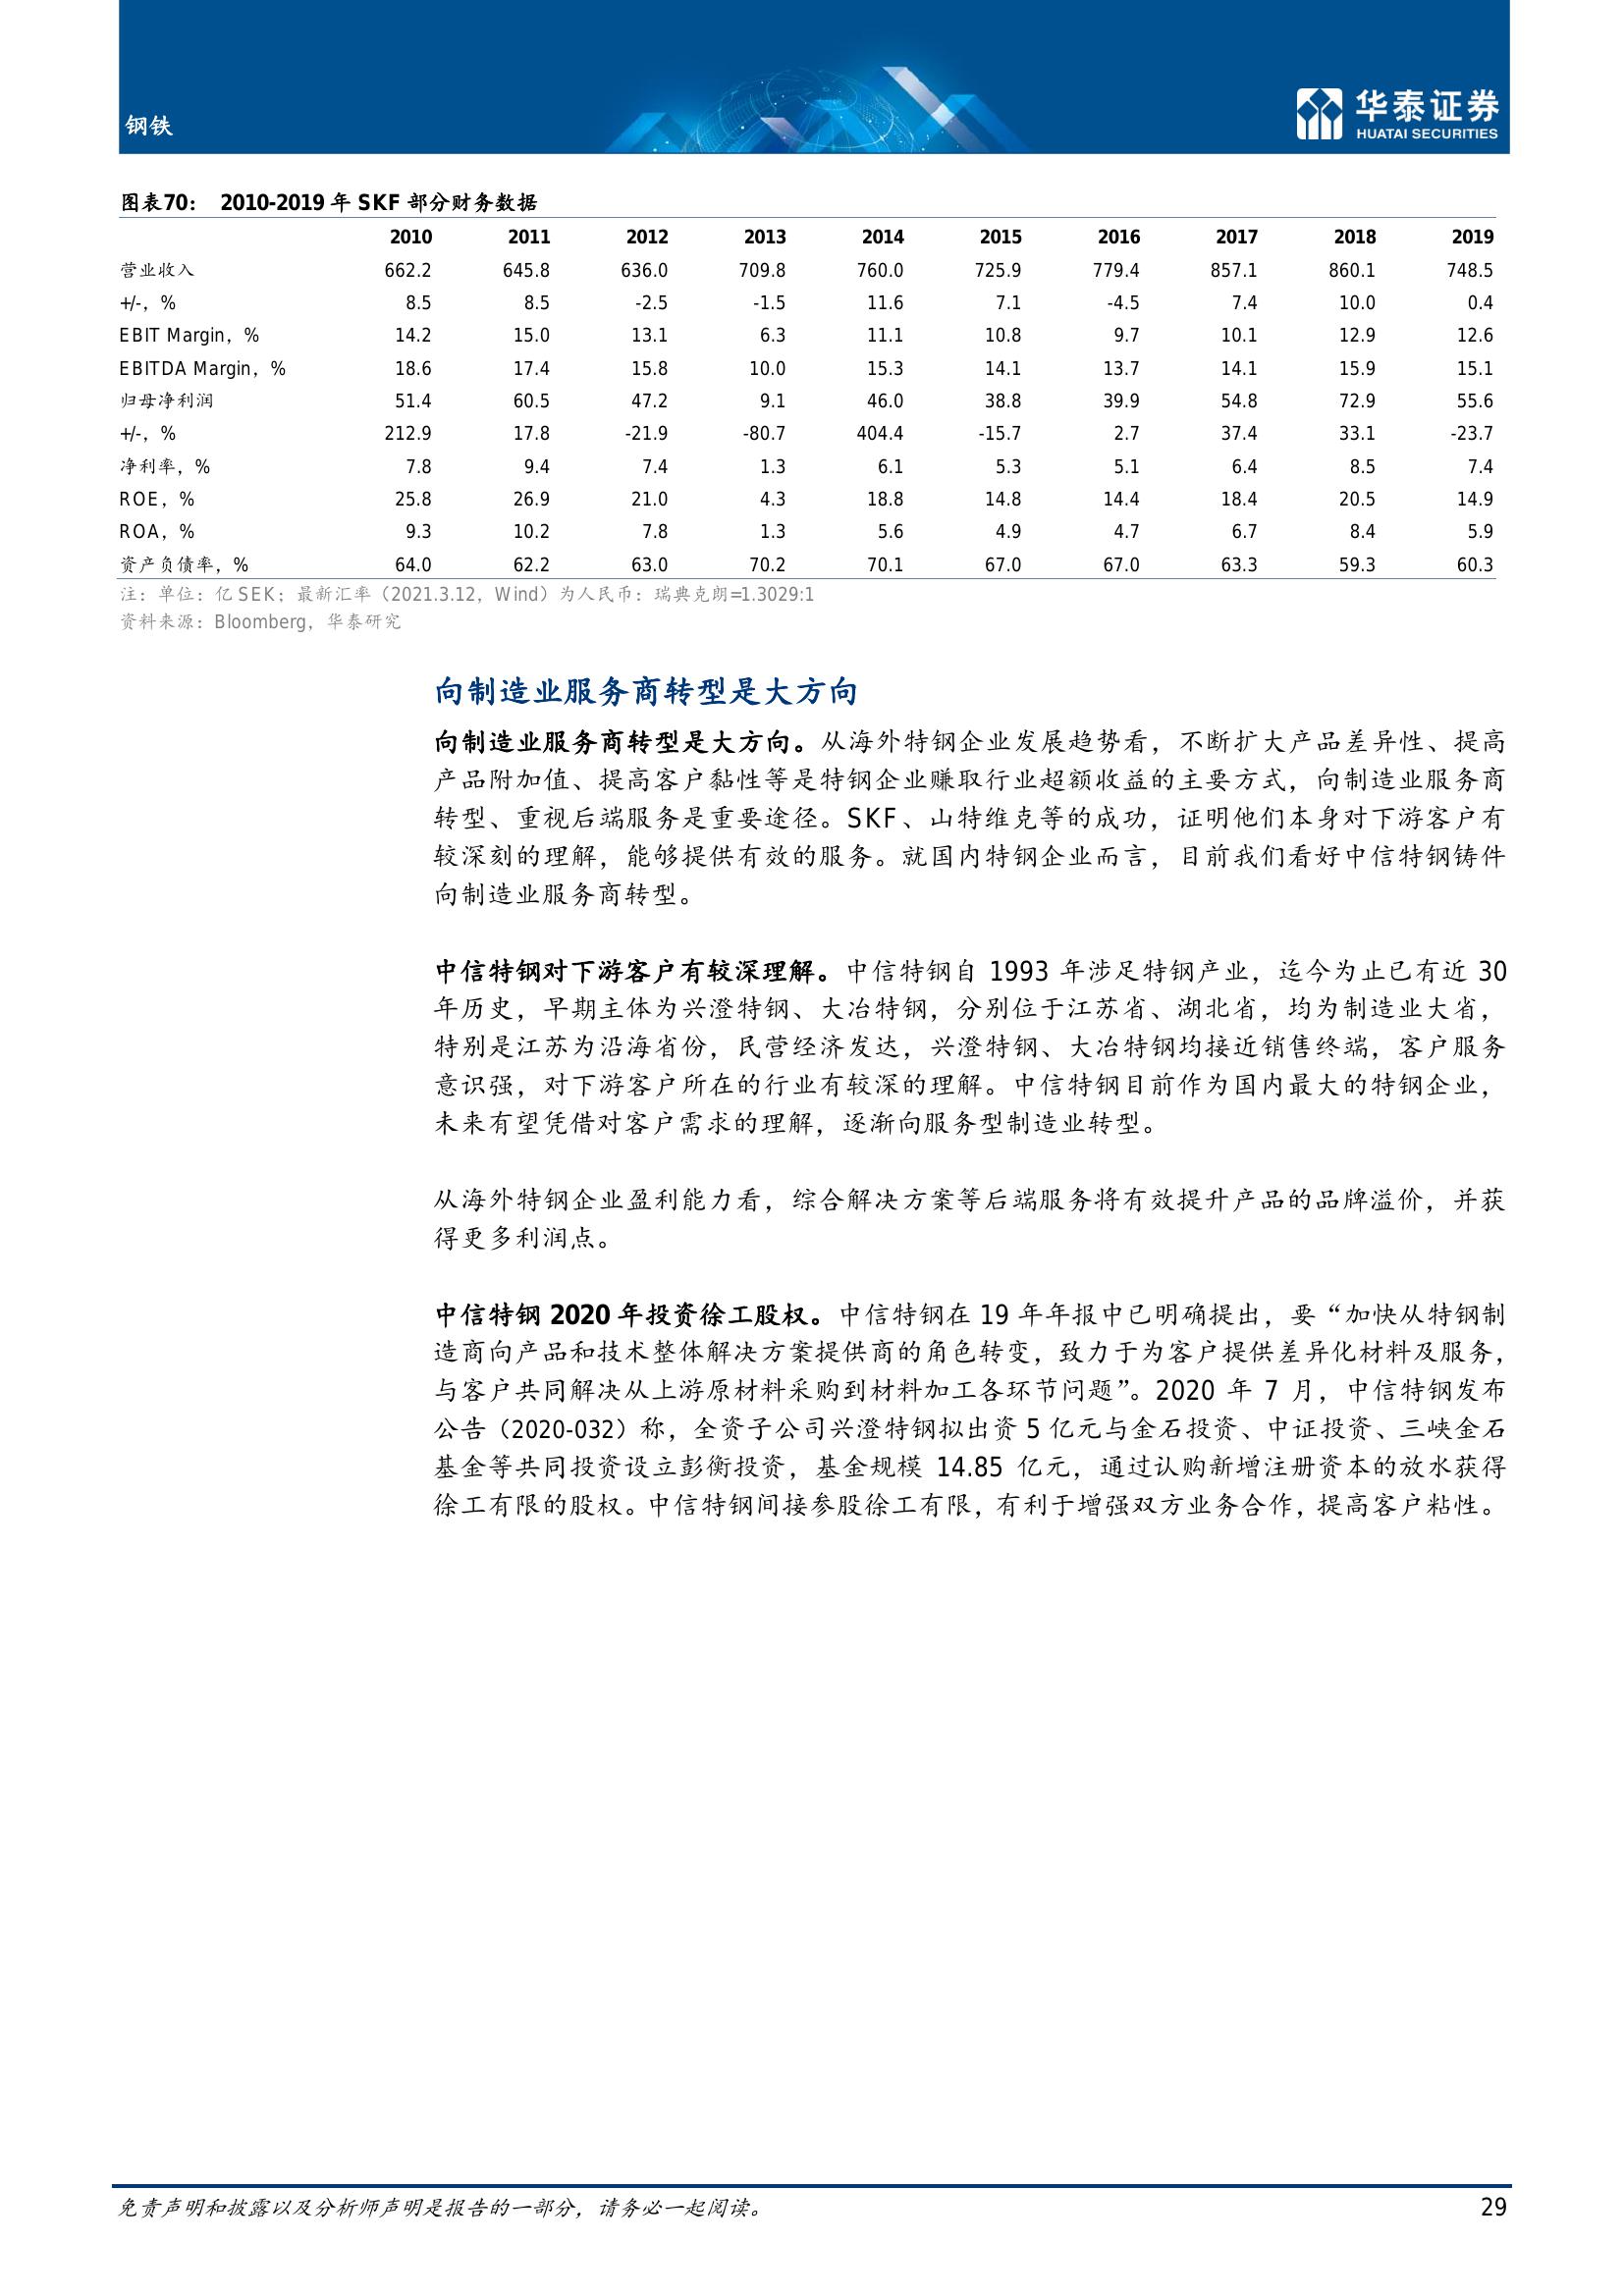 钢铁
华泰证券
HUATAI SECURITIES
图表70： 2010-2019 年 SKF 部分财务数据
2010 2011 2012 2013 2014 2015 2016 2017 2018 2019
营业收入 662.2 645.8 636.0 709.8 760.0 725.9 779.4 857.1 860.1 748.5
+/-，% 8.5 8.5 -2.5 -1.5 11.6 7.1 -4.5 7.4 10.0 0.4
EBIT Margin，% 14.2 15.0 13.1 6.3 11.1 10.8 9.7 10.1 12.9 12.6
EBITDA Margin，% 18.6 17.4 15.8 10.0 15.3 14.1 13.7 14.1 15.9 15.1
归母净利润 51.4 60.5 47.2 9.1 46.0 38.8 39.9 54.8 72.9 55.6
+/-，% 212.9 17.8 -21.9 -80.7 404.4 -15.7 2.7 37.4 33.1 -23.7
净利率，% 7.8 9.4 7.4 1.3 6.1 5.3 5.1 6.4 8.5 7.4
ROE，% 25.8 26.9 21.0 4.3 18.8 14.8 14.4 18.4 20.5 14.9
ROA，% 9.3 10.2 7.8 1.3 5.6 4.9 4.7 6.7 8.4 5.9
资产负债率，% 64.0 62.2 63.0 70.2 70.1 67.0 67.0 63.3 59.3 60.3
注：单位：亿 SEK；最新汇率（2021.3.12，Wind）为人民币：瑞典克朗=1.3029:1
资料来源：Bloomberg，华泰研究
向制造业服务商转型是大方向
向制造业服务商转型是大方向。从海外特钢企业发展趋势看，不断扩大产品差异性、提高
产品附加值、提高客户黏性等是特钢企业赚取行业超额收益的主要方式，向制造业服务商
转型、重视后端服务是重要途径。SKF、山特维克等的成功，证明他们本身对下游客户有
较深刻的理解，能够提供有效的服务。就国内特钢企业而言，目前我们看好中信特钢铸件
向制造业服务商转型。
中信特钢对下游客户有较深理解。中信特钢自 1993 年涉足特钢产业，迄今为止已有近 30
年历史，早期主体为兴澄特钢、大冶特钢，分别位于江苏省、湖北省，均为制造业大省，
特别是江苏为沿海省份，民营经济发达，兴澄特钢、大冶特钢均接近销售终端，客户服务
意识强，对下游客户所在的行业有较深的理解。中信特钢目前作为国内最大的特钢企业，
未来有望凭借对客户需求的理解，逐渐向服务型制造业转型。
从海外特钢企业盈利能力看，综合解决方案等后端服务将有效提升产品的品牌溢价，并获
得更多利润点。
中信特钢 2020 年投资徐工股权。中信特钢在 19 年年报中已明确提出，要“加快从特钢制
造商向产品和技术整体解决方案提供商的角色转变，致力于为客户提供差异化材料及服务，
与客户共同解决从上游原材料采购到材料加工各环节问题”。2020 年 7 月，中信特钢发布
公告（2020-032）称，全资子公司兴澄特钢拟出资 5 亿元与金石投资、中证投资、三峡金石
基金等共同投资设立彭衡投资，基金规模 14.85 亿元，通过认购新增注册资本的放水获得
徐工有限的股权。中信特钢间接参股徐工有限，有利于增强双方业务合作，提高客户粘性。
免责声明和披露以及分析师声明是报告的一部分，请务必一起阅读。 29